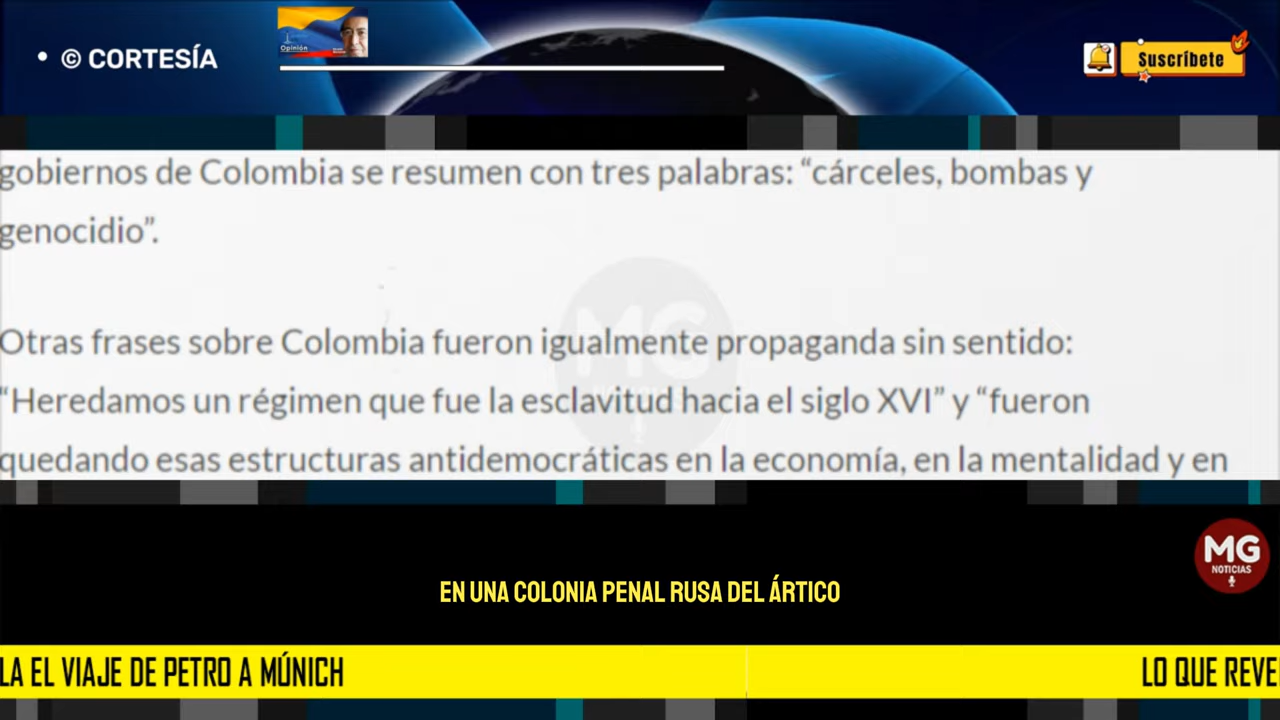 • © CORTESÍA
Opinión
Suscríbete
gobiernos de Colombia se resumen con tres palabras: “cárceles, bombas y
genocidio”.
Otras frases sobre Colombia fueron igualmente propaganda sin sentido:
“Heredamos un régimen que fue la esclavitud hacia el siglo XVI” y “fueron
quedando esas estructuras antidemocráticas en la economía, en la mentalidad y en
MG
NOTICIAS
EN UNA COLONIA PENAL RUSA DEL ÁRTICO
LA EL VIAJE DE PETRO A MÚNICH
LO QUE REVE